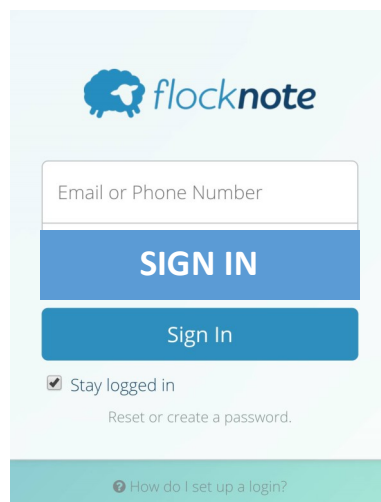 flocknote
Email or Phone Number
SIGN IN
Sign In
Stay logged in
Reset or create a password.
How do I set up a login?